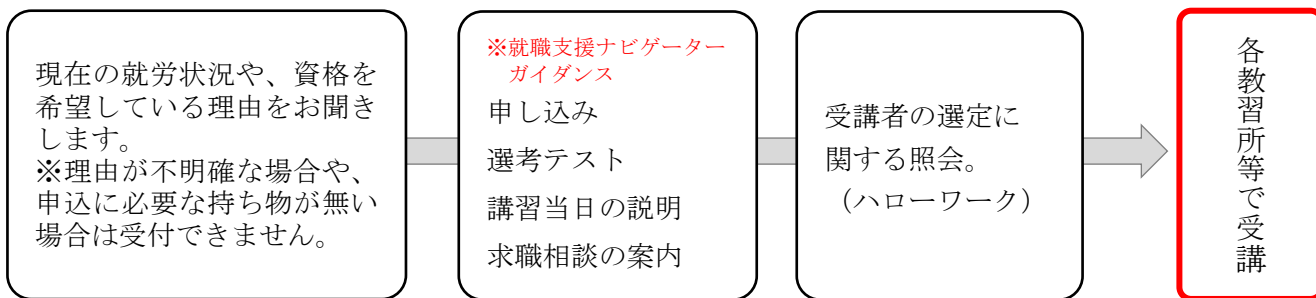 現在の就労状況や、資格を
希望している理由をお聞き
します。
※理由が不明確な場合や、
申込に必要な持ち物が無い
場合は受付できません。
※就職支援ナビゲーター
ガイダンス
申し込み
選考テスト
講習当日の説明
求職相談の案内
受講者の選定に
関する照会。
（ハローワーク）
各教習所等で受講